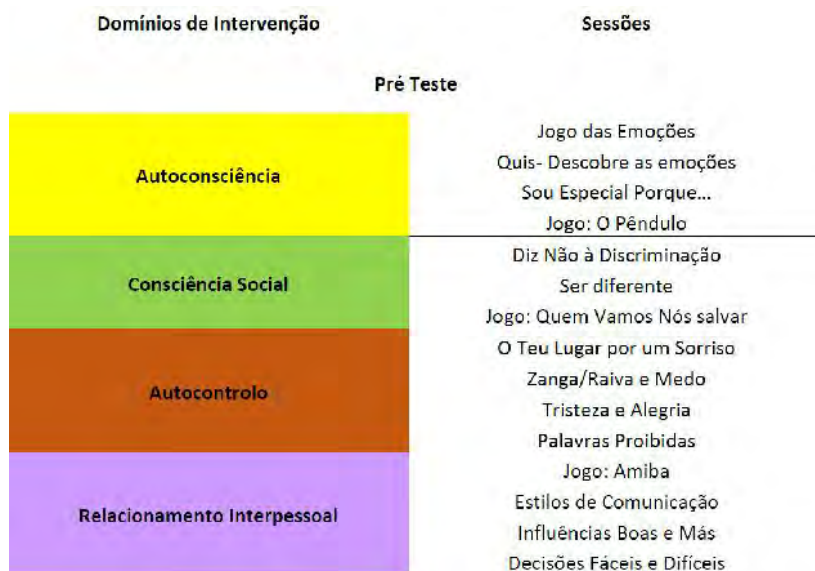 Domínios de Intervenção
Sessões
Pré Teste
Autoconsciência
Jogo das Emoções
Quis- Descobre as emoções
Sou Especial Porque...
Jogo: O Pêndulo
Consciência Social
Diz Não à Discriminação
Ser diferente
Jogo: Quem Vamos Nós salvar
Autocontrolo
O Teu Lugar por um Sorriso
Zanga/Raiva e Medo
Tristeza e Alegria
Palavras Proibidas
Relacionamento Interpessoal
Jogo: Amiba
Estilos de Comunicação
Influências Boas e Más
Decisões Fáceis e Difíceis